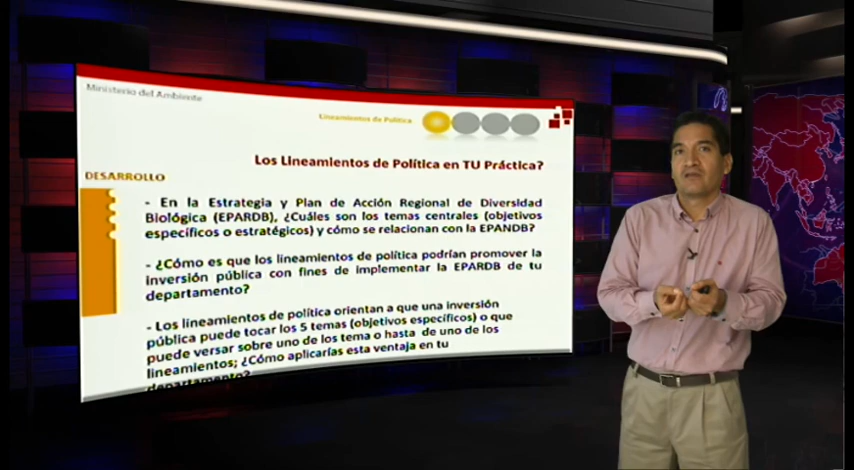 Ministerio del Ambiente
Lineamientos de Política
Los Lineamientos de Política en TU Práctica?
DESARROLLO
- En la Estrategia y Plan de Acción Regional de Diversidad
Biológica (EPARDB), ¿Cuáles son los temas centrales (objetivos
específicos o estratégicos) y cómo se relacionan con la EPANDB?
- ¿Cómo es que los lineamientos de política podrían promover la
inversión pública con fines de implementar la EPARDB de tu
departamento?
- Los lineamientos de política orientan a que una inversión
pública puede tocar los 5 temas (objetivos específicos) o que
puede versar sobre uno de los tema o hasta de uno de los
lineamientos; ¿Cómo aplicarías esta ventaja en tu
departamento?